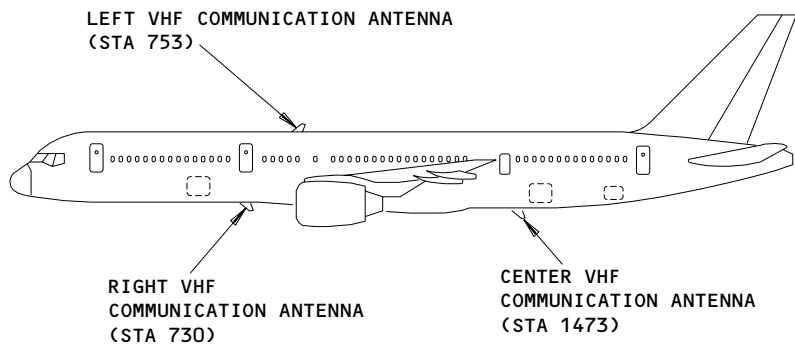 LEFT VHF COMMUNICATION ANTENNA
(STA 753)
RIGHT VHF
COMMUNICATION ANTENNA
(STA 730)
CENTER VHF
COMMUNICATION ANTENNA
(STA 1473)